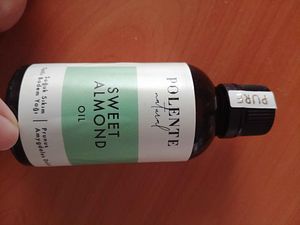 POLENTE
natural
SWEET
ALMOND
OIL
Soğuk Sıkım
Tatlı Badem Yağı
Prunus
Amygdalus
PURE